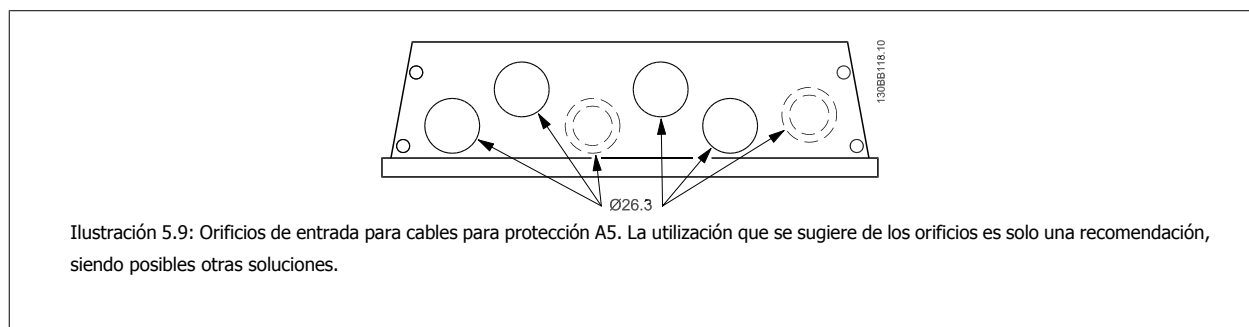 130BB118.10
Ø26.3
Ilustración 5.9: Orificios de entrada para cables para protección A5. La utilización que se sugiere de los orificios es solo una recomendación,
siendo posibles otras soluciones.